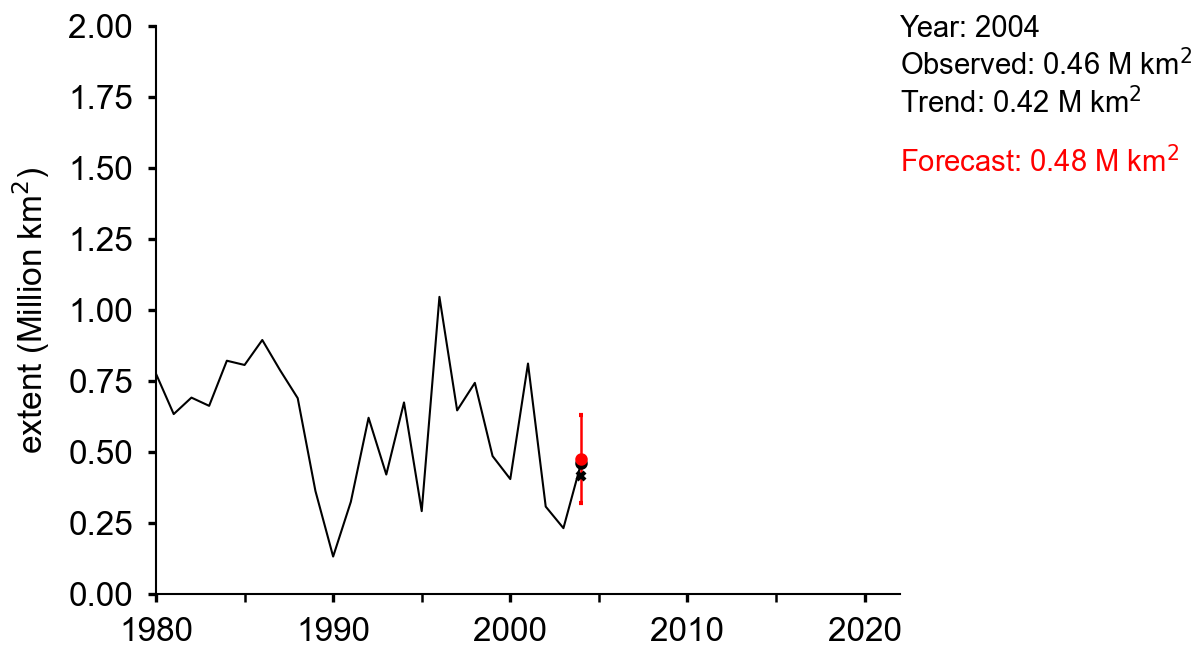 2.00
1.75
1.50
1.25
1.00
0.75
0.50
0.25
0.00
extent (Million km²)
1980 1990 2000 2010 2020
Year: 2004
Observed: 0.46 M km²
Trend: 0.42 M km²
Forecast: 0.48 M km²